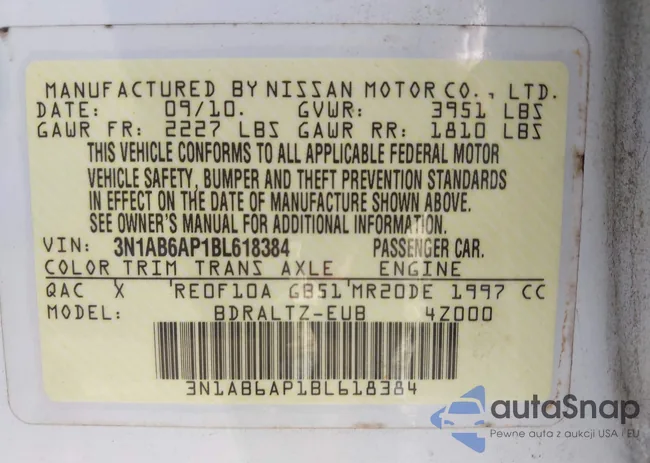 MANUFACTURED BY NISSAN MOTOR CO., LTD.
DATE: 09/10. GVWR: 3951 LBS
GAWR FR: 2227 LBS GAWR RR: 1810 LBS
THIS VEHICLE CONFORMS TO ALL APPLICABLE FEDERAL MOTOR
VEHICLE SAFETY, BUMPER AND THEFT PREVENTION STANDARDS
IN EFFECT ON THE DATE OF MANUFACTURE SHOWN ABOVE.
SEE OWNER'S MANUAL FOR ADDITIONAL INFORMATION.
VIN: 3N1AB6AP1BL618384 PASSENGER CAR.
COLOR TRIM TRANS AXLE ENGINE
QAC X 'RE0F10A GB51'MR20DE 1997 CC
MODEL: BDRALTZ-EUB 4Z000
3N1AB6AP1BL618384
autoSnap
Pewne auta z aukcji USA i EU